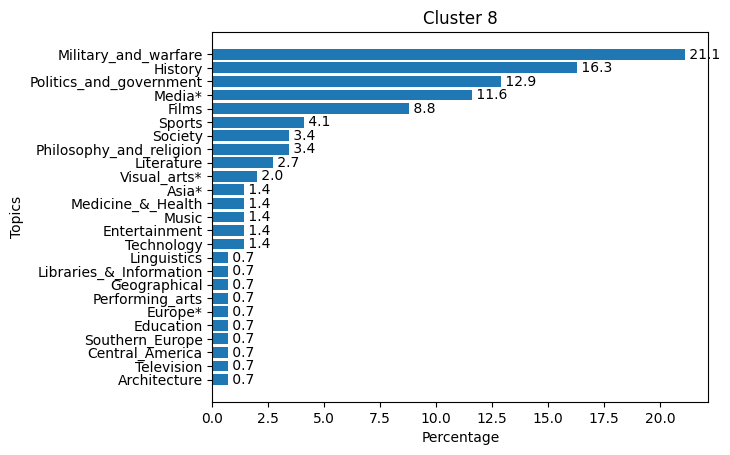 Cluster 8
Topics
Military_and_warfare 21.1
History 16.3
Politics_and_government 12.9
Media* 11.6
Films 8.8
Sports 4.1
Society 3.4
Philosophy_and_religion 3.4
Literature 2.7
Visual_arts* 2.0
Asia* 1.4
Medicine_&_Health 1.4
Music 1.4
Entertainment 1.4
Technology 1.4
Linguistics 0.7
Libraries_&_Information 0.7
Geographical 0.7
Performing_arts 0.7
Europe* 0.7
Education 0.7
Southern_Europe 0.7
Central_America 0.7
Television 0.7
Architecture 0.7
0.0 2.5 5.0 7.5 10.0 12.5 15.0 17.5 20.0
Percentage